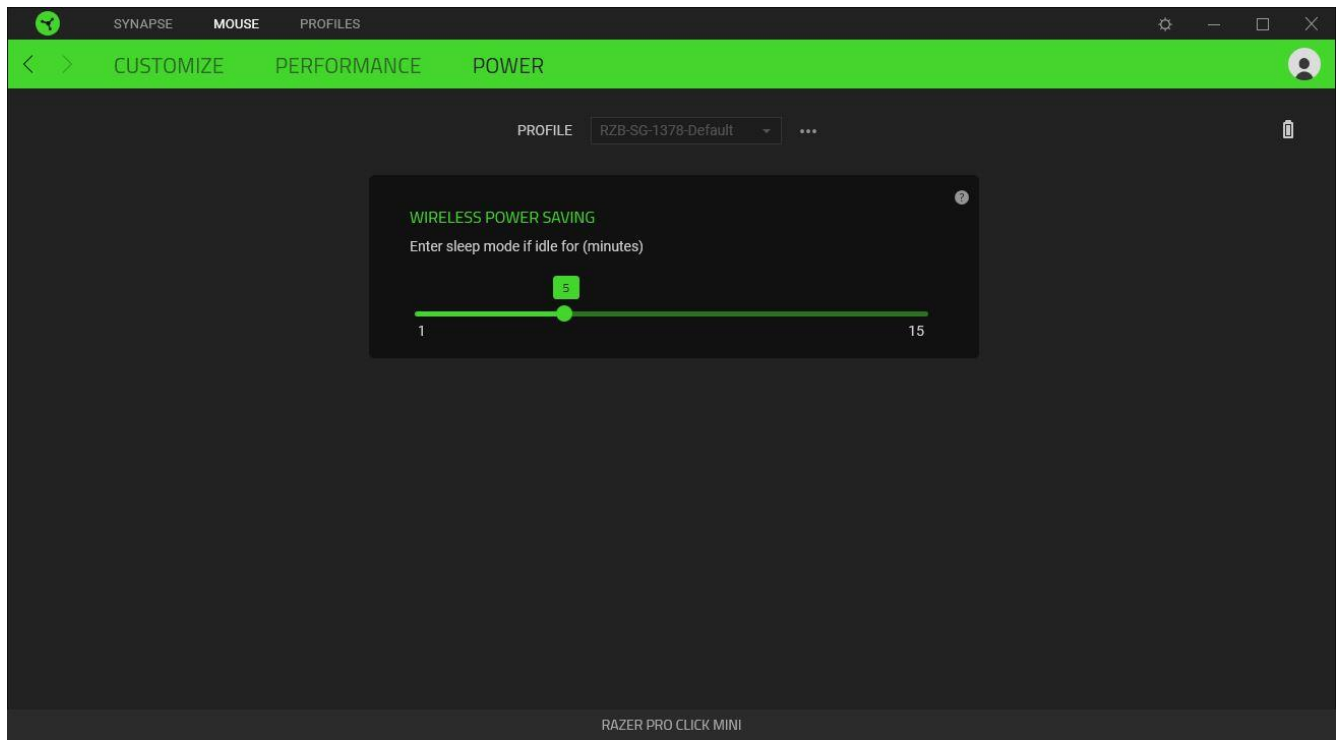 SYNAPSE MOUSE PROFILES
CUSTOMIZE PERFORMANCE POWER
PROFILE RZB-SG-1378-Default
WIRELESS POWER SAVING
?
Enter sleep mode if idle for (minutes)
5
1 15
RAZER PRO CLICK MINI